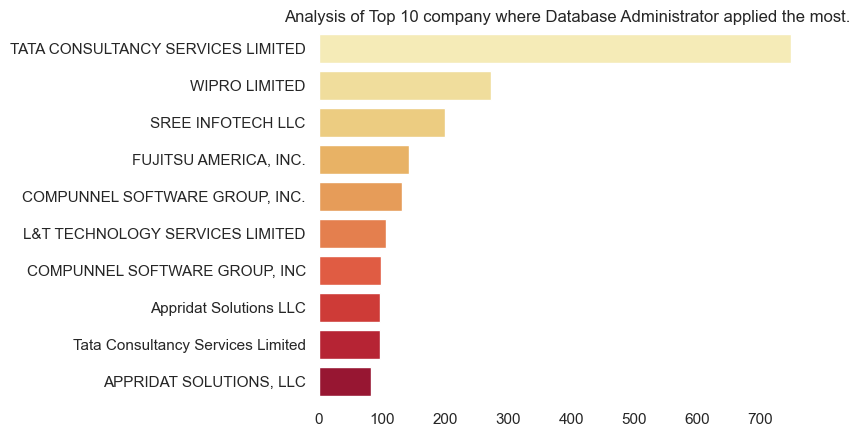 Analysis of Top 10 company where Database Administrator applied the most.
TATA CONSULTANCY SERVICES LIMITED
WIPRO LIMITED
SREE INFOTECH LLC
FUJITSU AMERICA, INC.
COMPUNNEL SOFTWARE GROUP, INC.
L&T TECHNOLOGY SERVICES LIMITED
COMPUNNEL SOFTWARE GROUP, INC
Appridat Solutions LLC
Tata Consultancy Services Limited
APPRIDAT SOLUTIONS, LLC
0 100 200 300 400 500 600 700